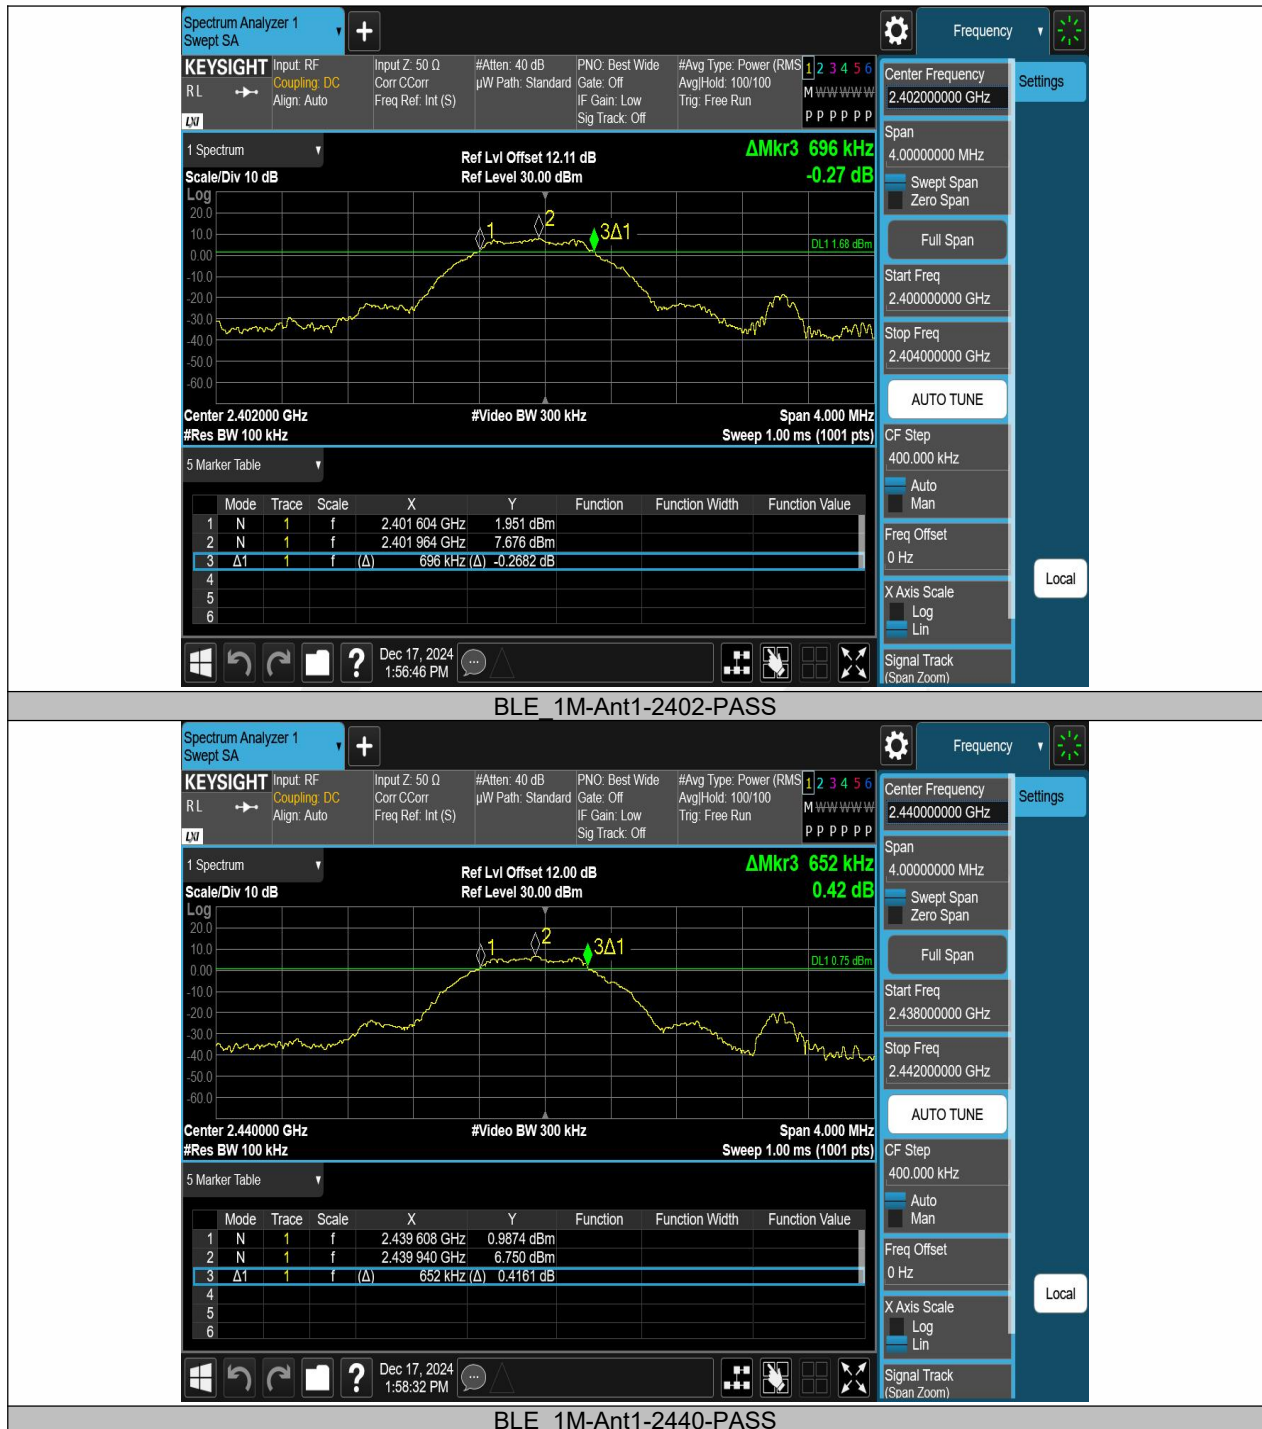 Spectrum Analyzer 1
Swept SA
Frequency
KEYSIGHT
R L
LXI
Input: RF
Coupling: DC
Align: Auto
Input Z: 50 Ω
Corr CCorr
Freq Ref: Int (S)
#Atten: 40 dB
µW Path: Standard
PNO: Best Wide
Gate: Off
IF Gain: Low
Sig Track: Off
#Avg Type: Power (RMS
Avg|Hold: 100/100
Trig: Free Run
1 2 3 4 5 6
M W W W W W
P P P P P P
1 Spectrum
Scale/Div 10 dB
Ref Lvl Offset 12.11 dB
Ref Level 30.00 dBm
ΔMkr3 696 kHz
-0.27 dB
Log
20.0
10.0
0.00
-10.0
-20.0
-30.0
-40.0
-50.0
-60.0
1
2
3Δ1
DL1 1.68 dBm
Center 2.402000 GHz
#Video BW 300 kHz
Span 4.000 MHz
#Res BW 100 kHz
Sweep 1.00 ms (1001 pts)
5 Marker Table
Mode Trace Scale X Y Function Function Width Function Value
1 N 1 f 2.401 604 GHz 1.951 dBm
2 N 1 f 2.401 964 GHz 7.676 dBm
3 Δ1 1 f (Δ) 696 kHz (Δ) -0.2682 dB
4
5
6
?
Dec 17, 2024
1:56:46 PM
Center Frequency
2.402000000 GHz
Settings
Span
4.00000000 MHz
Swept Span
Zero Span
Full Span
Start Freq
2.400000000 GHz
Stop Freq
2.404000000 GHz
AUTO TUNE
CF Step
400.000 kHz
Auto
Man
Freq Offset
0 Hz
Local
X Axis Scale
Log
Lin
Signal Track
(Span Zoom)
BLE_1M-Ant1-2402-PASS
Spectrum Analyzer 1
Swept SA
Frequency
KEYSIGHT
R L
LXI
Input: RF
Coupling: DC
Align: Auto
Input Z: 50 Ω
Corr CCorr
Freq Ref: Int (S)
#Atten: 40 dB
µW Path: Standard
PNO: Best Wide
Gate: Off
IF Gain: Low
Sig Track: Off
#Avg Type: Power (RMS
Avg|Hold: 100/100
Trig: Free Run
1 2 3 4 5 6
M W W W W W
P P P P P P
1 Spectrum
Scale/Div 10 dB
Ref Lvl Offset 12.00 dB
Ref Level 30.00 dBm
ΔMkr3 652 kHz
0.42 dB
Log
20.0
10.0
0.00
-10.0
-20.0
-30.0
-40.0
-50.0
-60.0
1
2
3Δ1
DL1 0.75 dBm
Center 2.440000 GHz
#Video BW 300 kHz
Span 4.000 MHz
#Res BW 100 kHz
Sweep 1.00 ms (1001 pts)
5 Marker Table
Mode Trace Scale X Y Function Function Width Function Value
1 N 1 f 2.439 608 GHz 0.9874 dBm
2 N 1 f 2.439 940 GHz 6.750 dBm
3 Δ1 1 f (Δ) 652 kHz (Δ) 0.4161 dB
4
5
6
?
Dec 17, 2024
1:58:32 PM
Center Frequency
2.440000000 GHz
Settings
Span
4.00000000 MHz
Swept Span
Zero Span
Full Span
Start Freq
2.438000000 GHz
Stop Freq
2.442000000 GHz
AUTO TUNE
CF Step
400.000 kHz
Auto
Man
Freq Offset
0 Hz
Local
X Axis Scale
Log
Lin
Signal Track
(Span Zoom)
BLE_1M-Ant1-2440-PASS